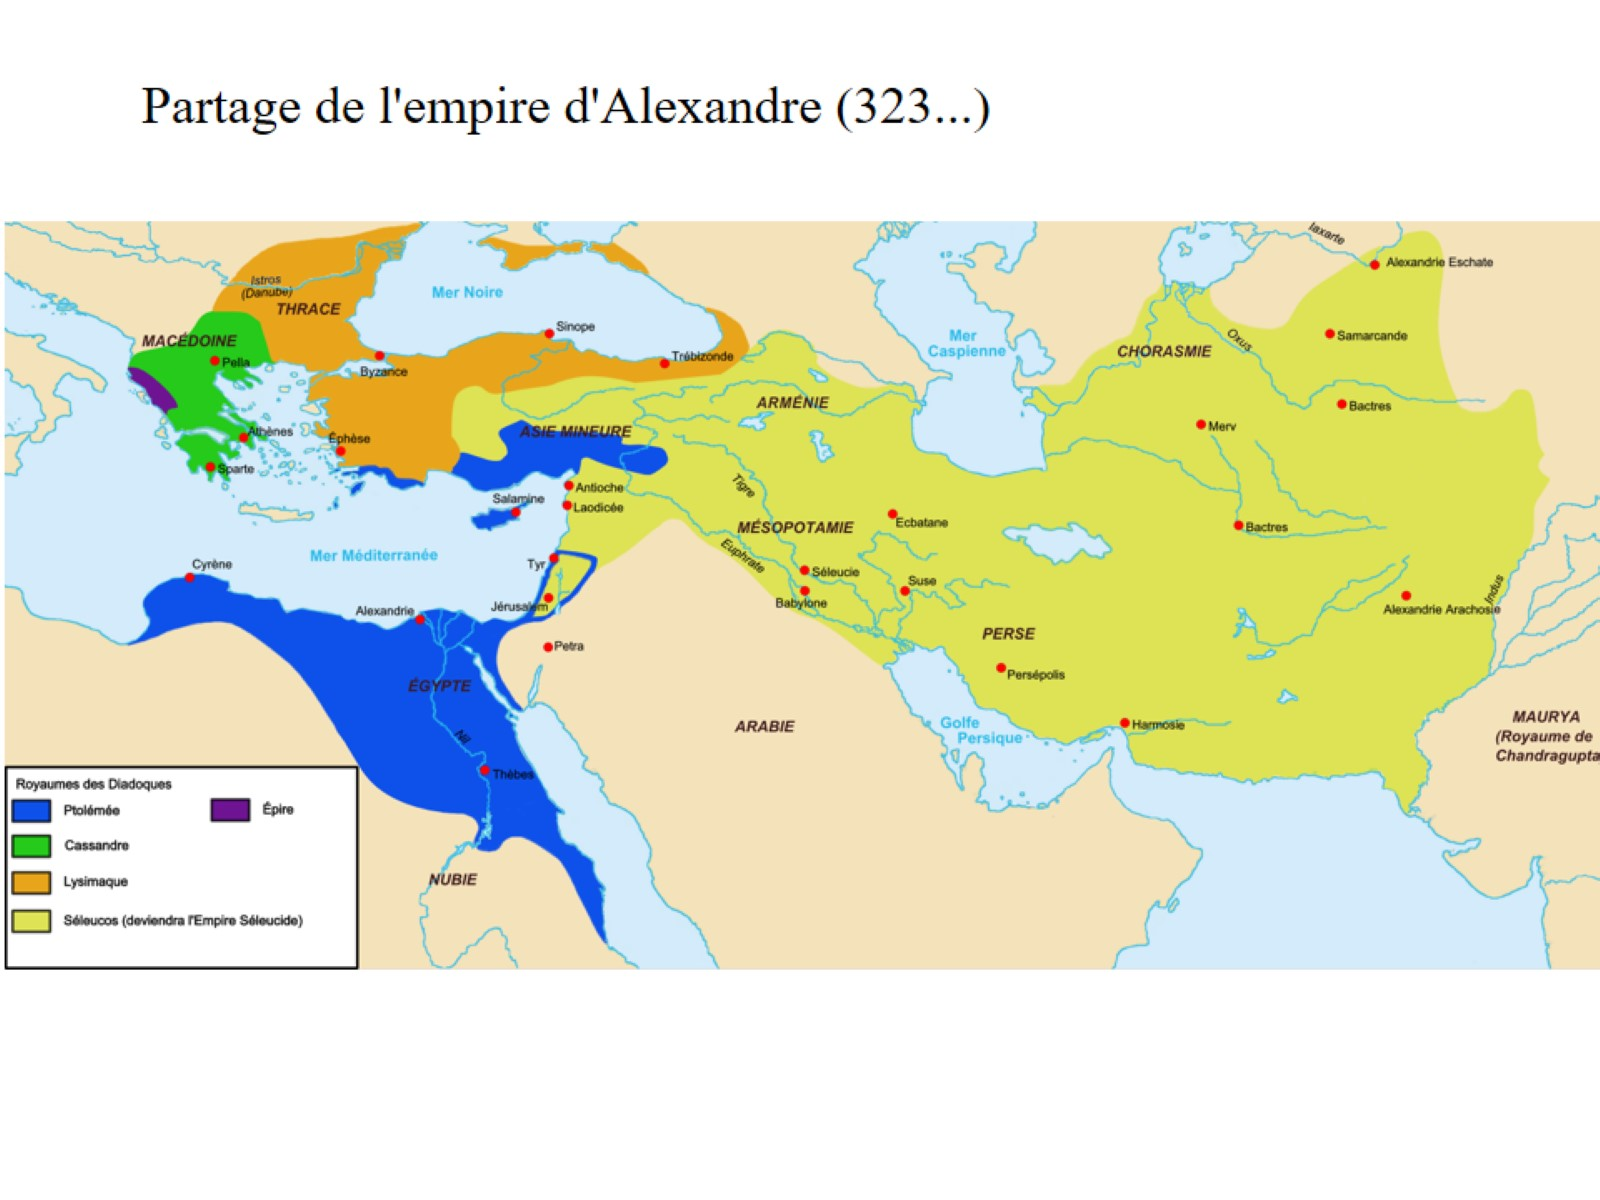 Partage de l'empire d'Alexandre (323...)
Iaxarte
Alexandrie Eschate
Istros
(Danube)
Mer Noire
THRACE
Sinope
Samarcande
MACÉDOINE
Mer
Caspienne
Oxus
CHORASMIE
Pella
Byzance
Trébizonde
ARMÉNIE
Bactres
Merv
Athènes
Éphèse
ASIE MINEURE
Sparte
Tigre
Antioche
Salamine
Laodicée
MÉSOPOTAMIE
Ecbatane
Bactres
Mer Méditerranée
Euphrate
Cyrène
Tyr
Séleucie
Suse
Indus
Alexandrie
Jérusalem
Babylone
Alexandrie Arachosie
PERSE
Petra
Persépolis
ÉGYPTE
ARABIE
Golfe
Persique
Harmosie
MAURYA
(Royaume de
Chandragupta
Nil
Thèbes
Royaumes des Diadoques
Ptolémée
Épire
Cassandre
Lysimaque
Séleucos (deviendra l'Empire Séleucide)
NUBIE